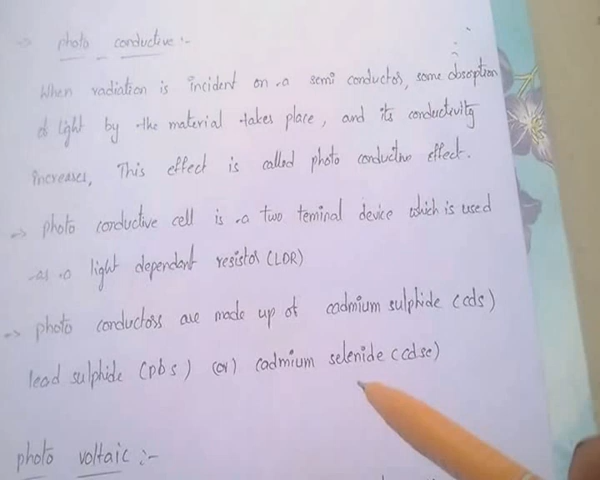 -> photo conductive:-
When radiation is incident on a semi conductor, some absorption
of light by the material takes place, and its conductivity
increases, This effect is called photo conductive effect.
=> photo conductive cell is a two teminal device which is used
as a light dependant resistor (LDR)
=> photo conductors are made up of cadmium sulphide (cds)
lead sulphide (pbs) (or) cadmium selenide (cdse)
photo voltaic :-